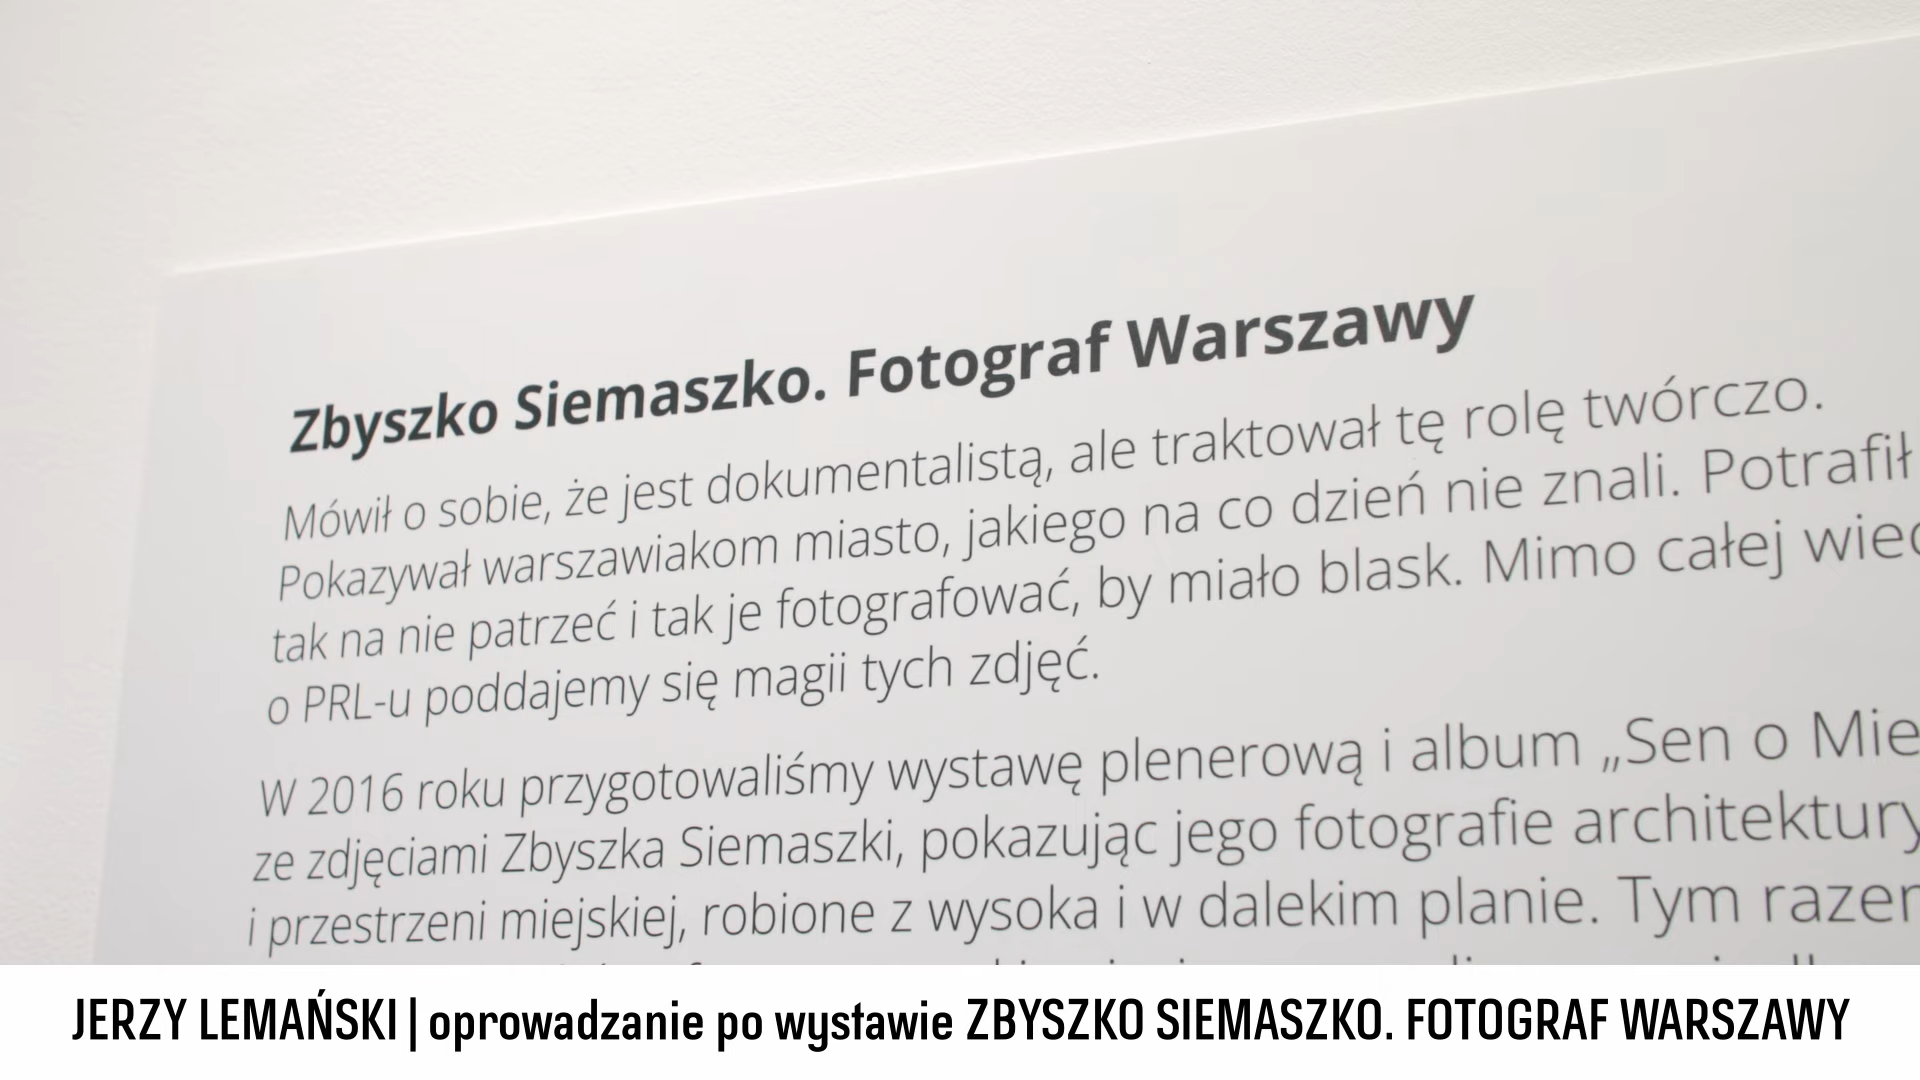 Zbyszko Siemaszko. Fotograf Warszawy
Mówił o sobie, że jest dokumentalistą, ale traktował tę rolę twórczo.
Pokazywał warszawiakom miasto, jakiego na co dzień nie znali. Potrafił
tak na nie patrzeć i tak je fotografować, by miało blask. Mimo całej
o PRL-u poddajemy się magii tych zdjęć.
W 2016 roku przygotowaliśmy wystawę plenerową i album „Sen o
ze zdjęciami Zbyszka Siemaszki, pokazując jego fotografie architektury
i przestrzeni miejskiej, robione z wysoka i w dalekim planie. Tym
JERZY LEMAŃSKI | oprowadzanie po wystawie ZBYSZKO SIEMASZKO. FOTOGRAF WARSZAWY